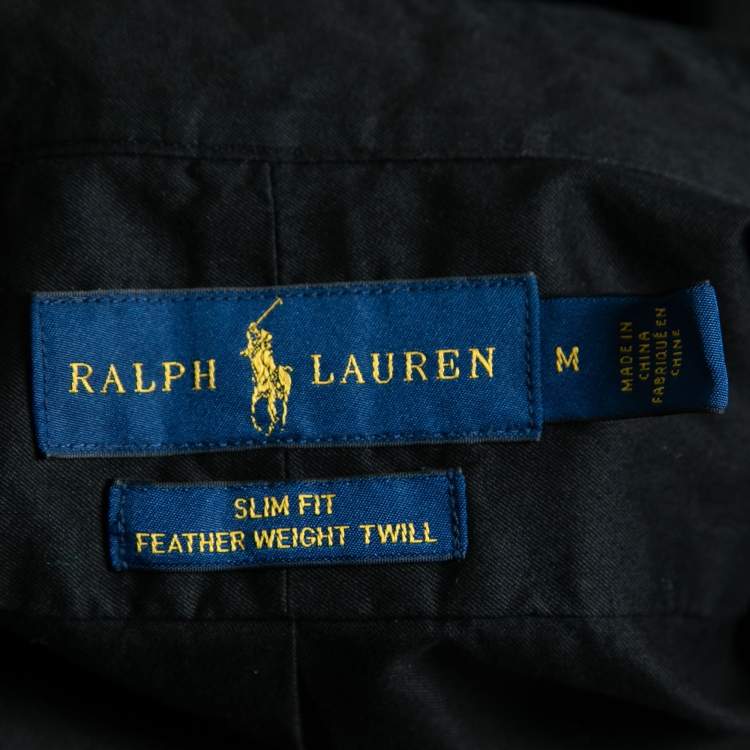 RALPH LAUREN
M
MADE IN
CHINA
FABRIQUÉ EN
CHINE
SLIM FIT
FEATHER WEIGHT TWILL